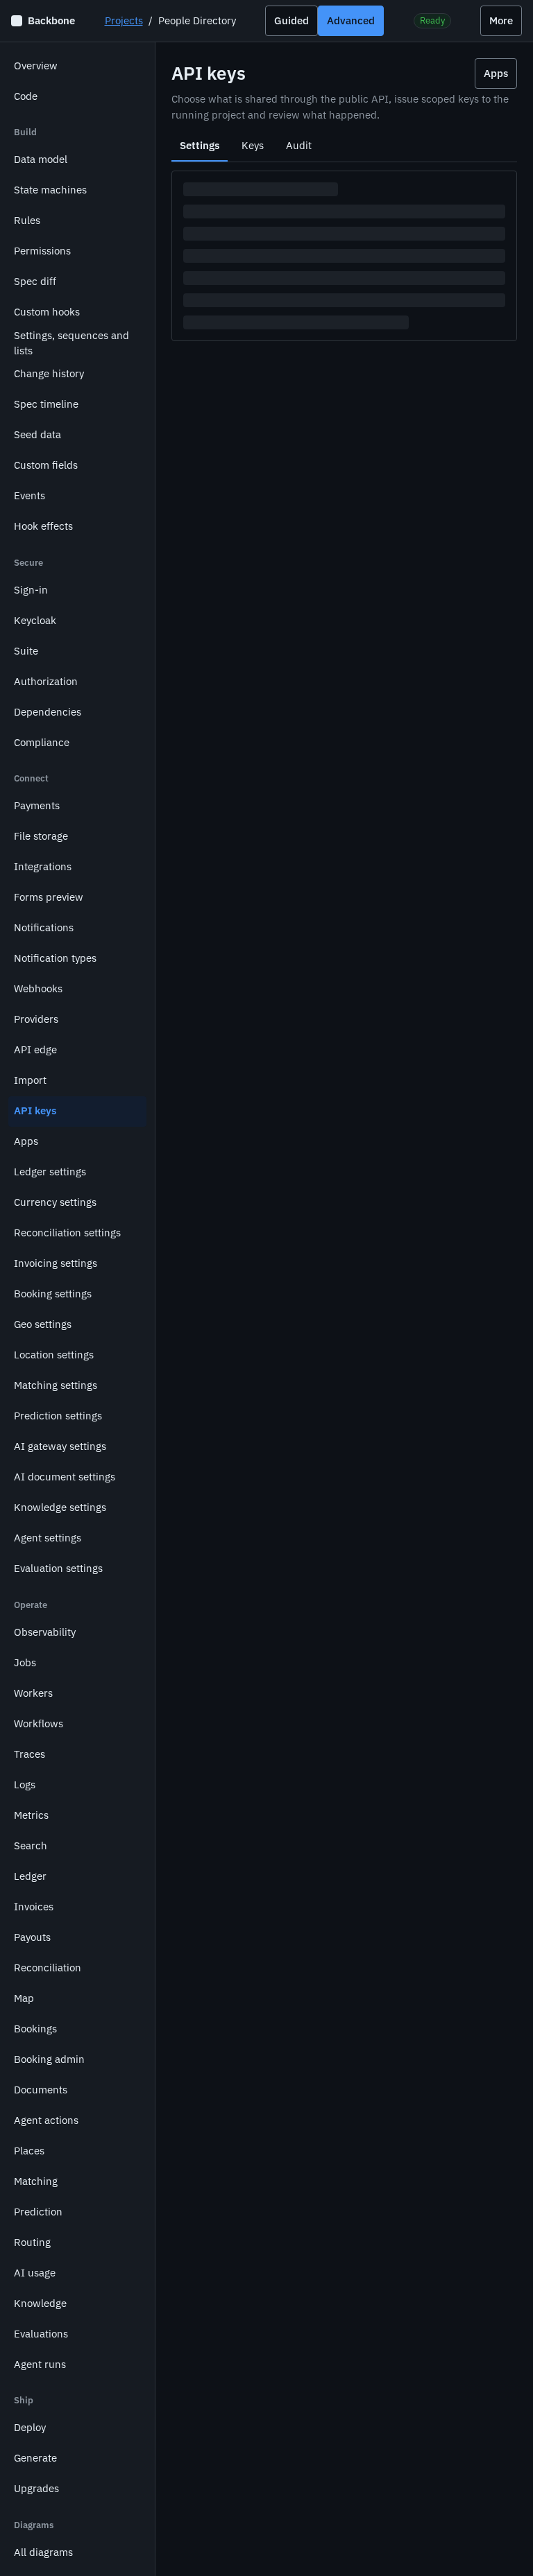 Backbone
Projects / People Directory
Guided
Advanced
Ready
More
Overview
Code
Build
Data model
State machines
Rules
Permissions
Spec diff
Custom hooks
Settings, sequences and
lists
Change history
Spec timeline
Seed data
Custom fields
Events
Hook effects
Secure
Sign-in
Keycloak
Suite
Authorization
Dependencies
Compliance
Connect
Payments
File storage
Integrations
Forms preview
Notifications
Notification types
Webhooks
Providers
API edge
Import
API keys
Apps
Ledger settings
Currency settings
Reconciliation settings
Invoicing settings
Booking settings
Geo settings
Location settings
Matching settings
Prediction settings
AI gateway settings
AI document settings
Knowledge settings
Agent settings
Evaluation settings
Operate
Observability
Jobs
Workers
Workflows
Traces
Logs
Metrics
Search
Ledger
Invoices
Payouts
Reconciliation
Map
Bookings
Booking admin
Documents
Agent actions
Places
Matching
Prediction
Routing
AI usage
Knowledge
Evaluations
Agent runs
Ship
Deploy
Generate
Upgrades
Diagrams
All diagrams
API keys
Apps
Choose what is shared through the public API, issue scoped keys to the
running project and review what happened.
Settings
Keys
Audit